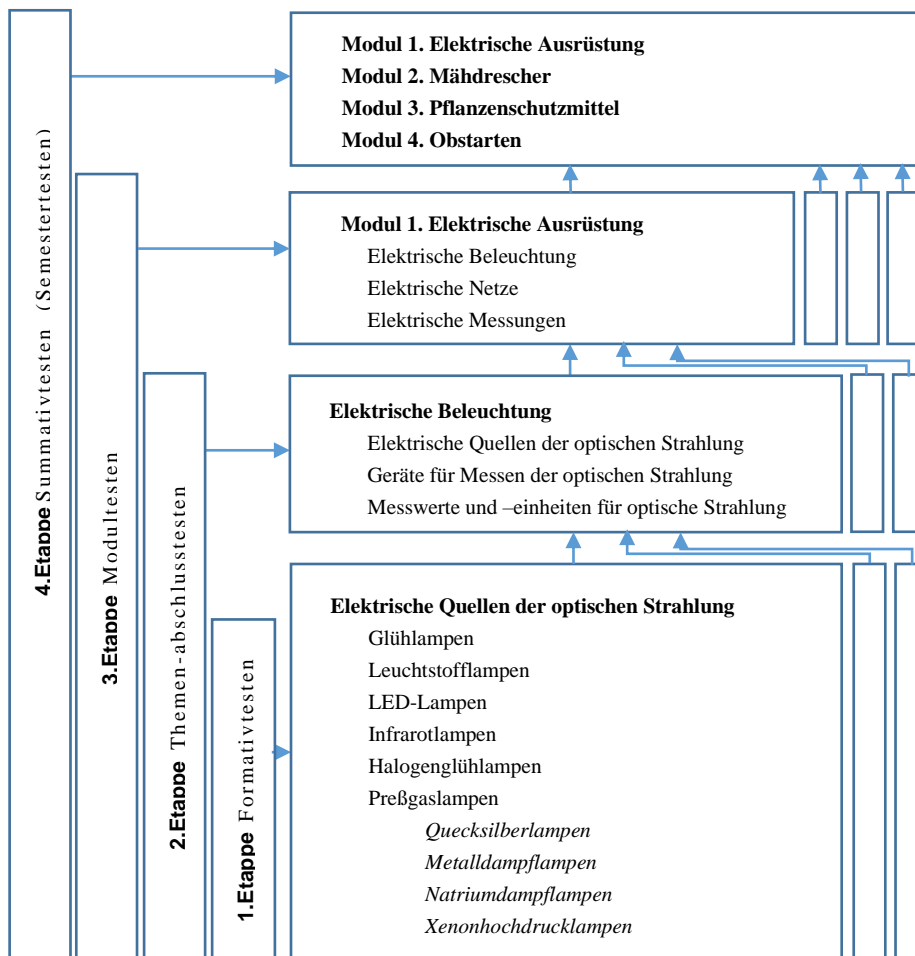 4.Etappe Summativtesten (Semestertesten)
3.Etappe Modultesten
2.Etappe Themen-abschlusstesten
1.Etappe Formativtesten
Modul 1. Elektrische Ausrüstung
Modul 2. Mähdrescher
Modul 3. Pflanzenschutzmittel
Modul 4. Obstarten
Modul 1. Elektrische Ausrüstung
Elektrische Beleuchtung
Elektrische Netze
Elektrische Messungen
Elektrische Beleuchtung
Elektrische Quellen der optischen Strahlung
Geräte für Messen der optischen Strahlung
Messwerte und –einheiten für optische Strahlung
Elektrische Quellen der optischen Strahlung
Glühlampen
Leuchtstofflampen
LED-Lampen
Infrarotlampen
Halogenglühlampen
Preßgaslampen
Quecksilberlampen
Metalldampflampen
Natriumdampflampen
Xenonhochdrucklampen